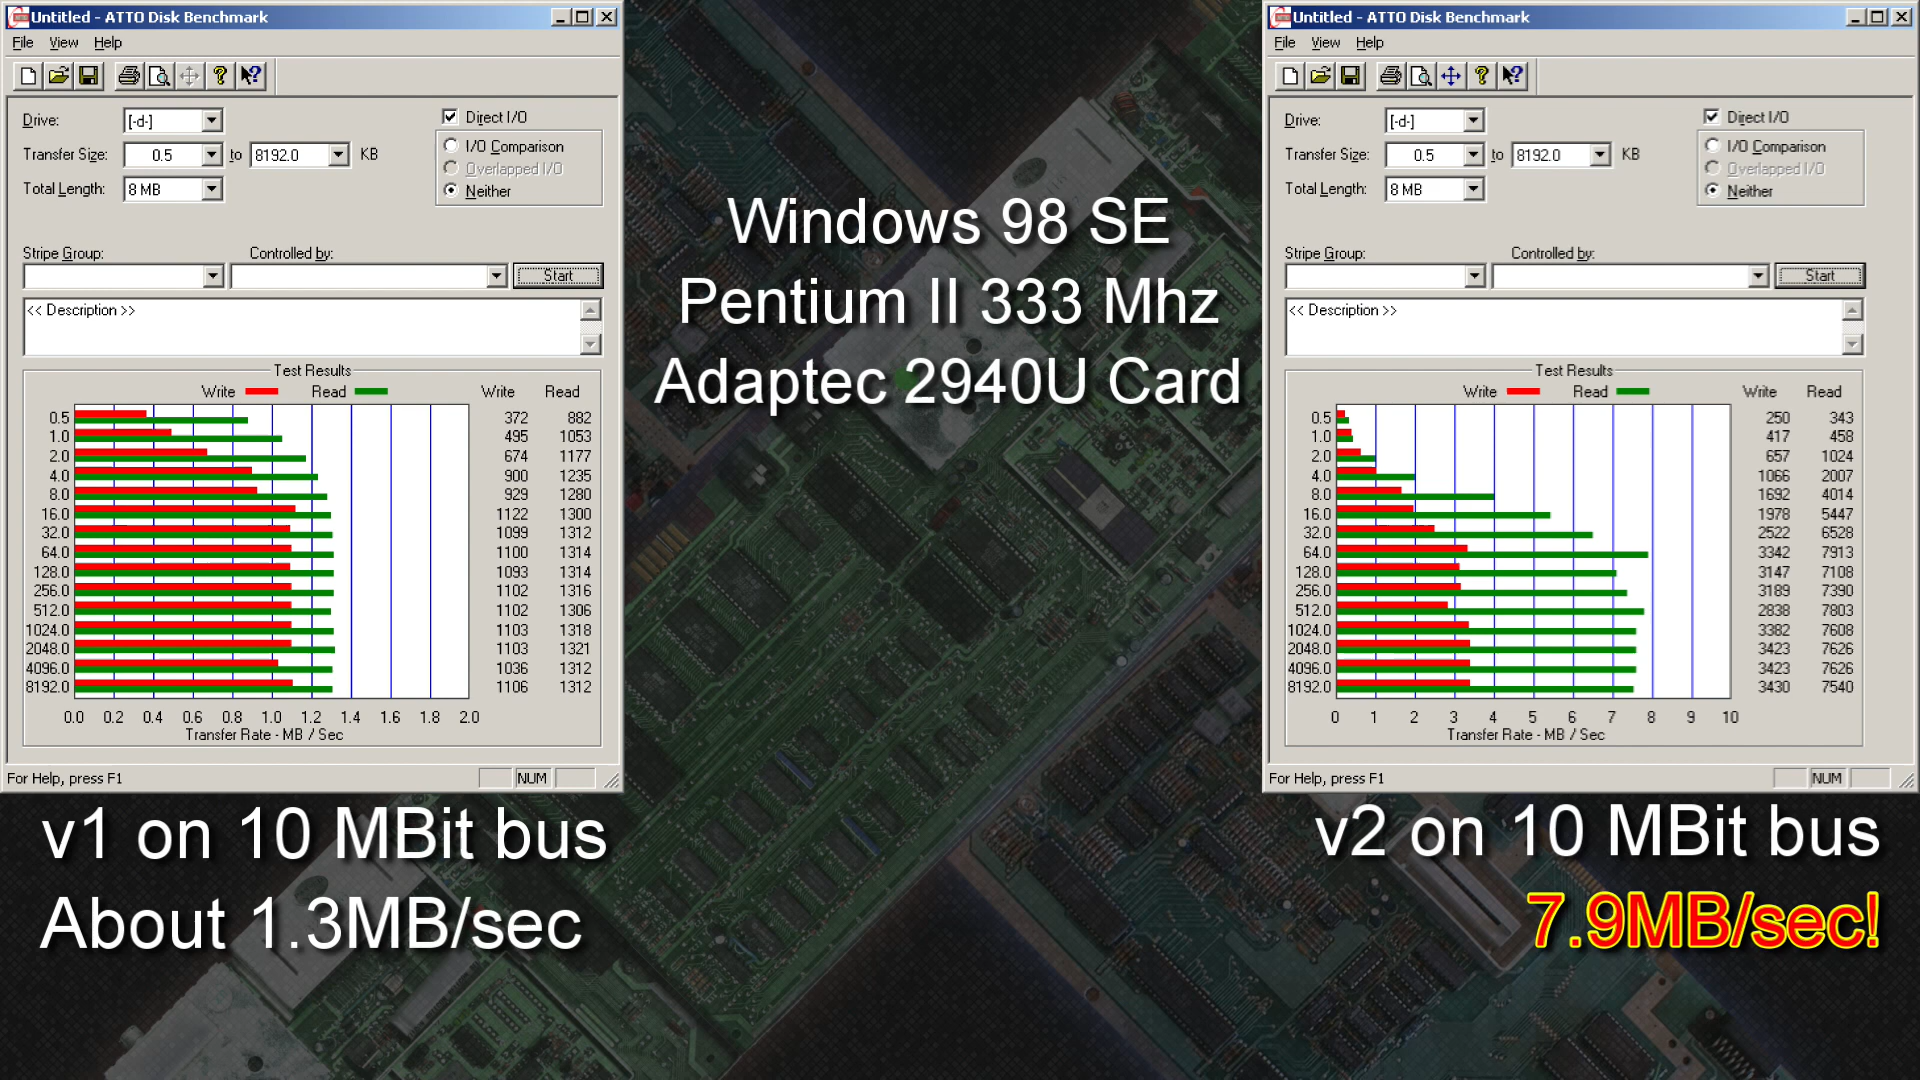 Untitled - ATTO Disk Benchmark
File View Help
Drive: [-d-]
Direct I/O
Transfer Size: 0.5 to 8192.0 KB
I/O Comparison
Overlapped I/O
Total Length: 8 MB
Neither
Stripe Group: Controlled by:
Start
<< Description >>
Test Results
Write Read Write Read
0.5 372 882
1.0 495 1053
2.0 674 1177
4.0 900 1235
8.0 929 1280
16.0 1122 1300
32.0 1099 1312
64.0 1100 1314
128.0 1093 1314
256.0 1102 1316
512.0 1102 1306
1024.0 1103 1318
2048.0 1103 1321
4096.0 1036 1312
8192.0 1106 1312
0.0 0.2 0.4 0.6 0.8 1.0 1.2 1.4 1.6 1.8 2.0
Transfer Rate - MB / Sec
For Help, press F1 NUM
v1 on 10 MBit bus
About 1.3MB/sec
Windows 98 SE
Pentium II 333 Mhz
Adaptec 2940U Card
Untitled - ATTO Disk Benchmark
File View Help
Drive: [-d-]
Direct I/O
Transfer Size: 0.5 to 8192.0 KB
I/O Comparison
Overlapped I/O
Total Length: 8 MB
Neither
Stripe Group: Controlled by:
Start
<< Description >>
Test Results
Write Read Write Read
0.5 250 343
1.0 417 458
2.0 657 1024
4.0 1066 2007
8.0 1692 4014
16.0 1978 5447
32.0 2522 6528
64.0 3342 7913
128.0 3147 7108
256.0 3189 7390
512.0 2838 7803
1024.0 3382 7608
2048.0 3423 7626
4096.0 3423 7626
8192.0 3430 7540
0 1 2 3 4 5 6 7 8 9 10
Transfer Rate - MB / Sec
For Help, press F1 NUM
v2 on 10 MBit bus
7.9MB/sec!